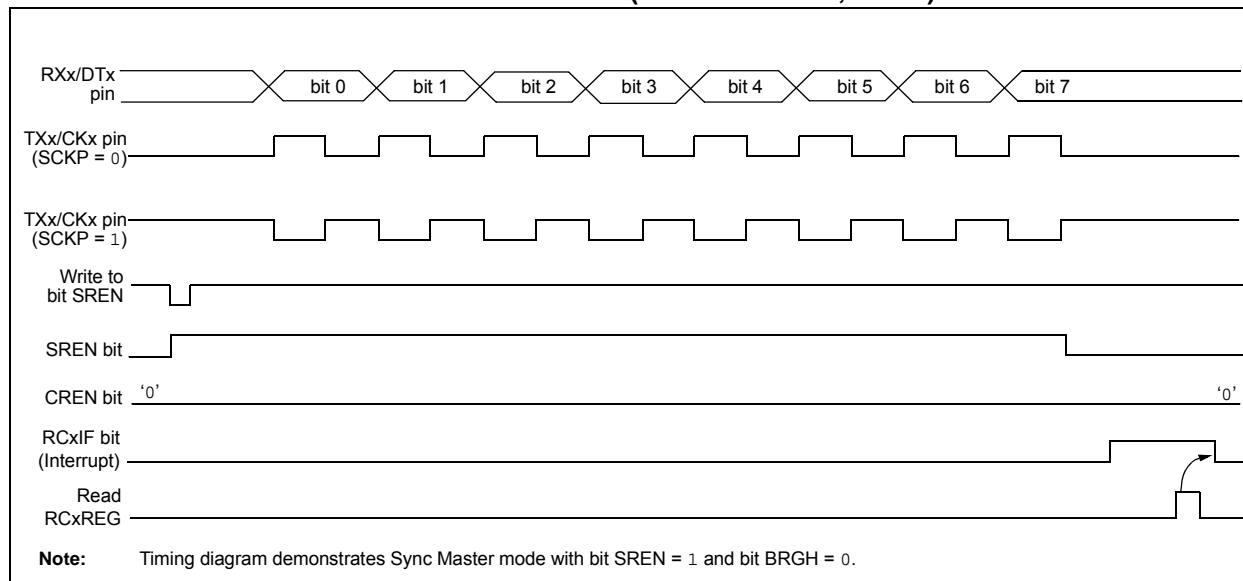 RXx/DTx
pin
bit 0 bit 1 bit 2 bit 3 bit 4 bit 5 bit 6 bit 7
TXx/CKx pin
(SCKP = 0)
TXx/CKx pin
(SCKP = 1)
Write to
bit SREN
SREN bit
CREN bit ‘0’ ‘0’
RCxIF bit
(Interrupt)
Read
RCxREG
Note: Timing diagram demonstrates Sync Master mode with bit SREN = 1 and bit BRGH = 0.